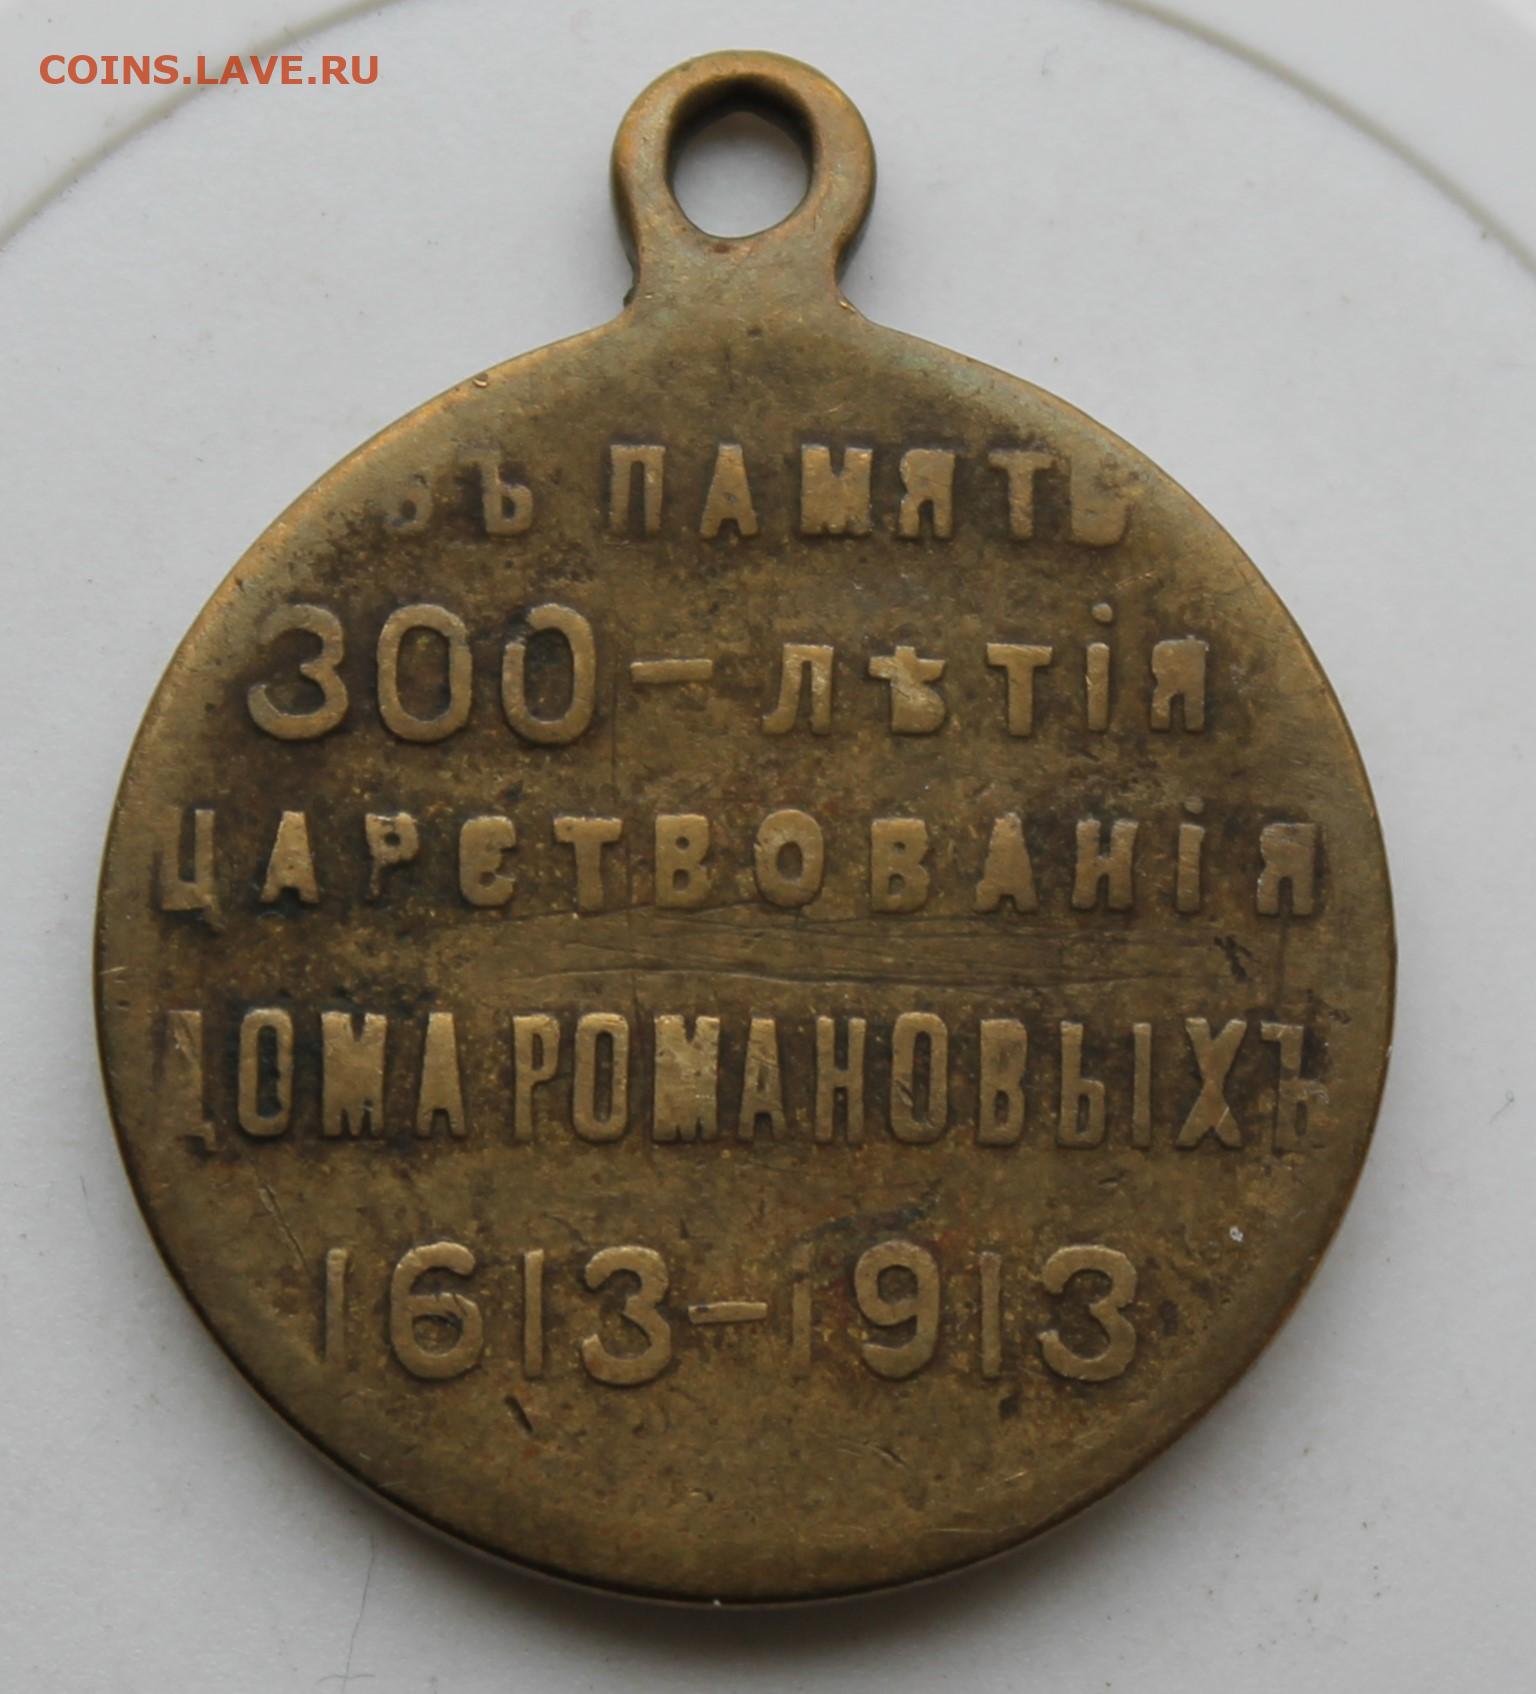 COINS.LAVE.RU
ВЪ ПАМЯТЬ
300-ЛѢТІЯ
ЦАРСТВОВАНІЯ
ДОМА РОМАНОВЫХЪ
1613-1913